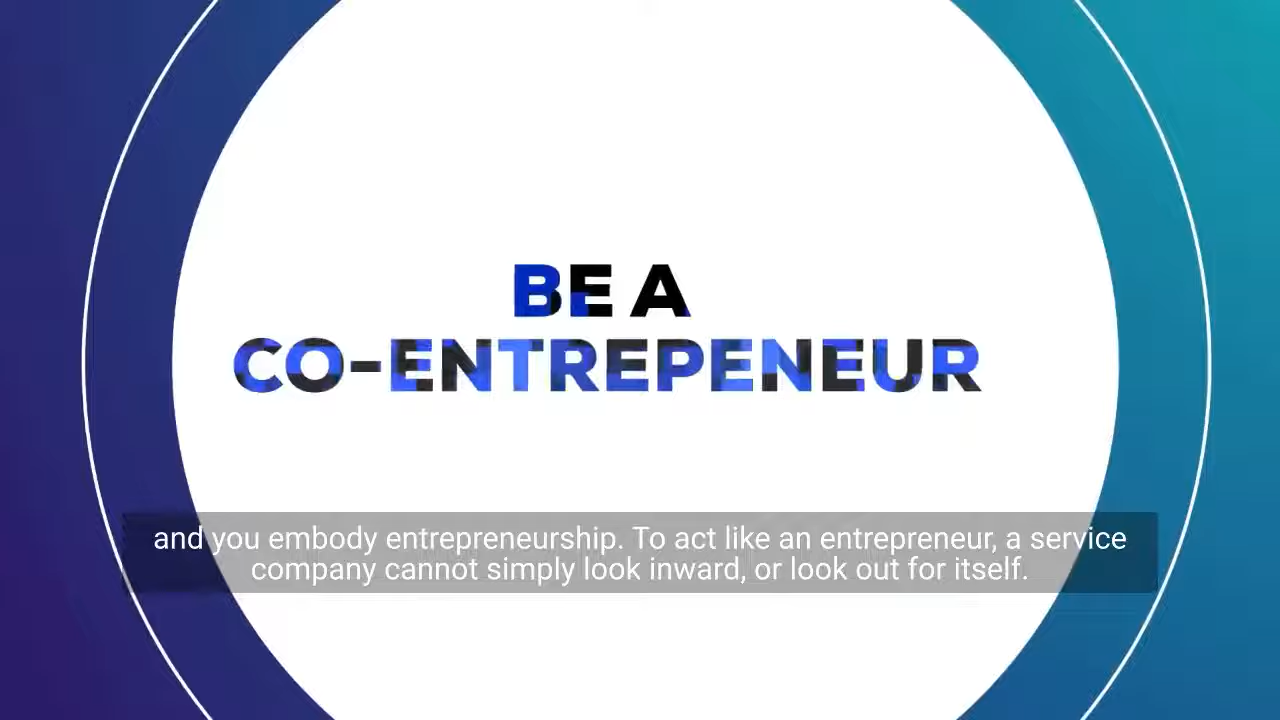 BE A
CO-ENTREPENEUR
and you embody entrepreneurship. To act like an entrepreneur, a service
company cannot simply look inward, or look out for itself.